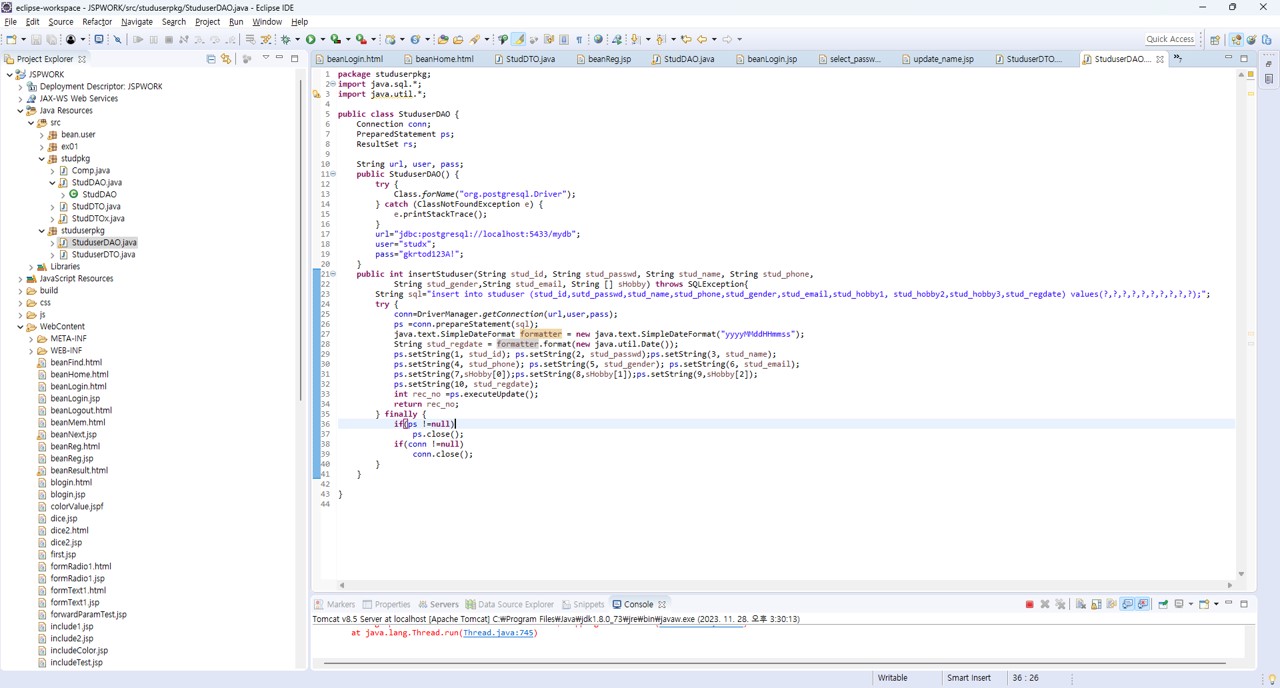 eclipse-workspace - JSPWORK/src/studuserpkg/StuduserDAO.java - Eclipse IDE
File Edit Source Refactor Navigate Search Project Run Window Help
Quick Access
Project Explorer
beanLogin.html beanHome.html StudDTO.java beanReg.jsp StudDAO.java beanLogin.jsp select_passw... update_name.jsp StuduserDTO.... StuduserDAO....
JSPWORK
Deployment Descriptor: JSPWORK
JAX-WS Web Services
Java Resources
src
bean.user
ex01
studpkg
Comp.java
StudDAO.java
StudDAO
StudDTO.java
StudDTOx.java
studuserpkg
StuduserDAO.java
StuduserDTO.java
Libraries
JavaScript Resources
build
css
js
WebContent
META-INF
WEB-INF
beanFind.html
beanHome.html
beanLogin.html
beanLogin.jsp
beanLogout.html
beanMem.html
beanNext.jsp
beanReg.html
beanReg.jsp
beanResult.html
blogin.html
blogin.jsp
colorValue.jspf
dice.jsp
dice2.html
dice2.jsp
first.jsp
formRadio1.html
formRadio1.jsp
formText1.html
formText1.jsp
forwardParamTest.jsp
include1.jsp
include2.jsp
includeColor.jsp
includeTest.jsp
1 package studuserpkg;
2 import java.sql.*;
3 import java.util.*;
4
5 public class StuduserDAO {
6 Connection conn;
7 PreparedStatement ps;
8 ResultSet rs;
9
10 String url, user, pass;
11 public StuduserDAO() {
12 try {
13 Class.forName("org.postgresql.Driver");
14 } catch (ClassNotFoundException e) {
15 e.printStackTrace();
16 }
17 url="jdbc:postgresql://localhost:5433/mydb";
18 user="studx";
19 pass="gkrtod123A!";
20 }
21 public int insertStuduser(String stud_id, String stud_passwd, String stud_name, String stud_phone,
22 String stud_gender,String stud_email, String [] sHobby) throws SQLException{
23 String sql="insert into studuser (stud_id,sutd_passwd,stud_name,stud_phone,stud_gender,stud_email,stud_hobby1, stud_hobby2,stud_hobby3,stud_regdate) values(?,?,?,?,?,?,?,?,?,?);";
24 try {
25 conn=DriverManager.getConnection(url,user,pass);
26 ps =conn.prepareStatement(sql);
27 java.text.SimpleDateFormat formatter = new java.text.SimpleDateFormat("yyyyMMddHHmmss");
28 String stud_regdate = formatter.format(new java.util.Date());
29 ps.setString(1, stud_id); ps.setString(2, stud_passwd);ps.setString(3, stud_name);
30 ps.setString(4, stud_phone); ps.setString(5, stud_gender); ps.setString(6, stud_email);
31 ps.setString(7,sHobby[0]);ps.setString(8,sHobby[1]);ps.setString(9,sHobby[2]);
32 ps.setString(10, stud_regdate);
33 int rec_no =ps.executeUpdate();
34 return rec_no;
35 } finally {
36 if(ps !=null)
37 ps.close();
38 if(conn !=null)
39 conn.close();
40 }
41 }
42
43 }
44
Markers Properties Servers Data Source Explorer Snippets Console
Tomcat v8.5 Server at localhost [Apache Tomcat] C:₩Program Files₩Java₩jdk1.8.0_73₩jre₩bin₩javaw.exe (2023. 11. 28. 오후 3:30:13)
at java.lang.Thread.run(Thread.java:745)
Writable Smart Insert 36 : 26